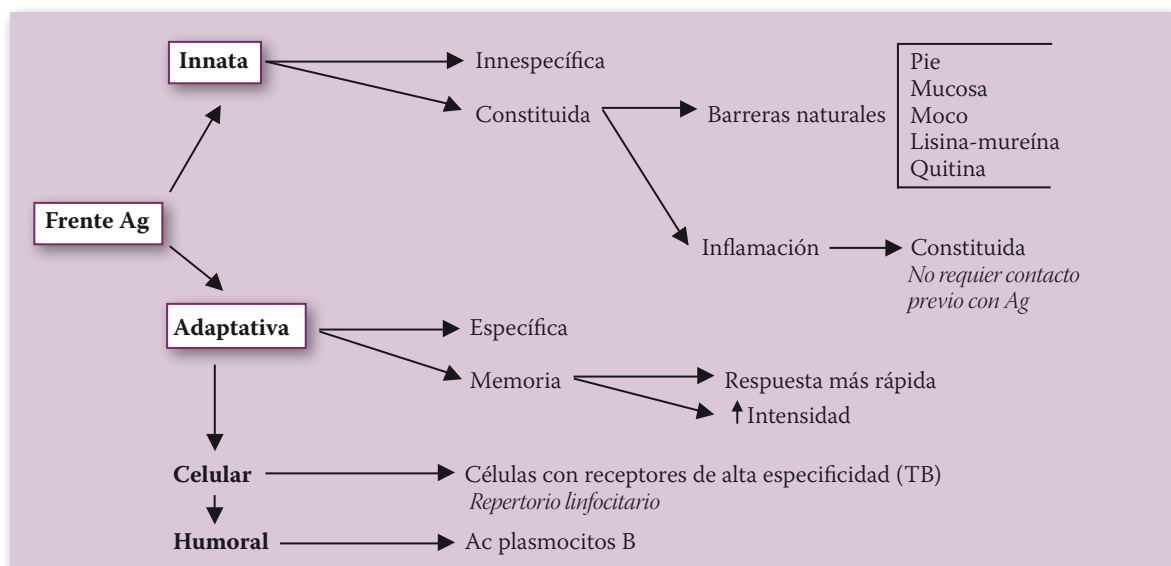 Innata
Innespecífica
Constituida
Barreras naturales
Pie
Mucosa
Moco
Lisina-mureína
Quitina
Frente Ag
Inflamación
Constituida
No requier contacto
previo con Ag
Adaptativa
Específica
Memoria
Respuesta más rápida
Intensidad
Celular
Células con receptores de alta especificidad (TB)
Repertorio linfocitario
Humoral
Ac plasmocitos B